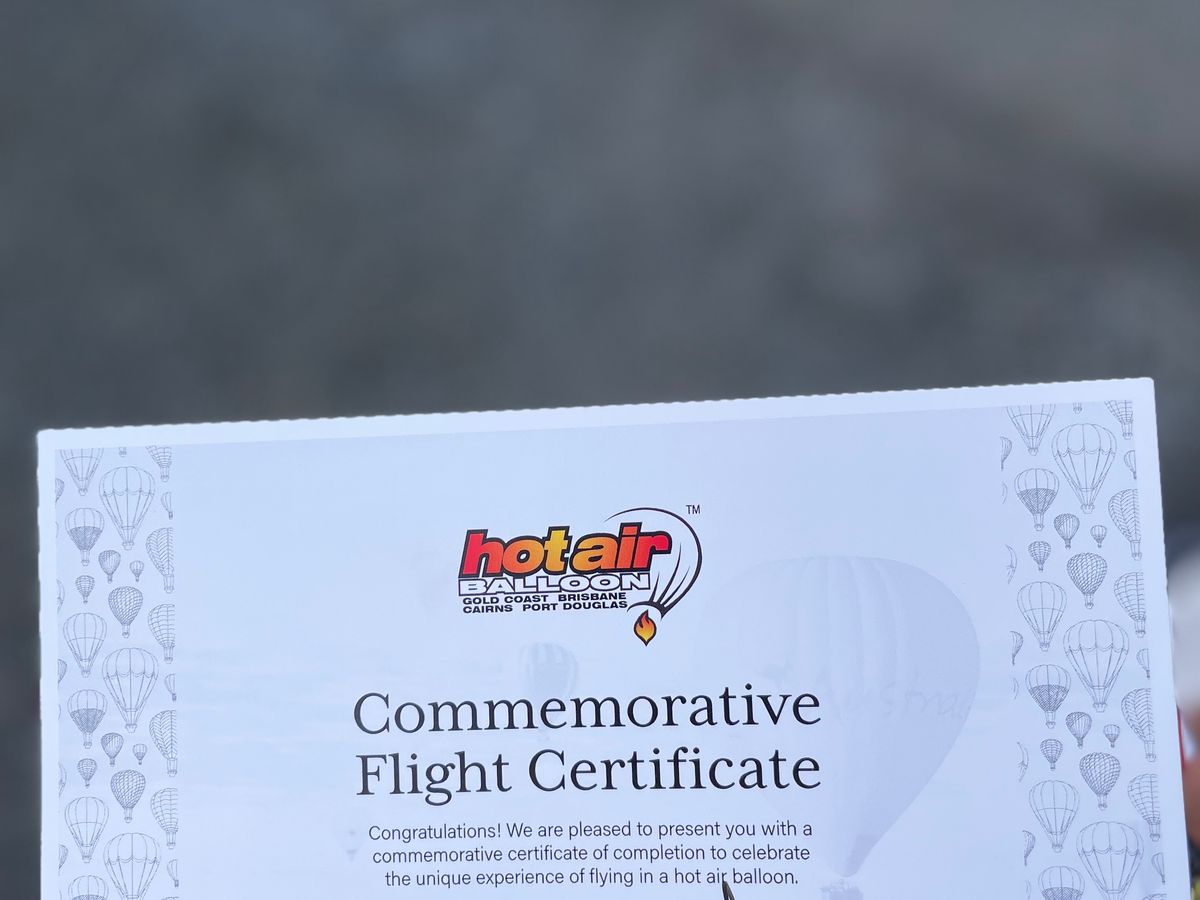 hot air
TM
BALLOON
GOLD COAST BRISBANE
CAIRNS PORT DOUGLAS
Commemorative
Flight Certificate
Congratulations! We are pleased to present you with a
commemorative certificate of completion to celebrate
the unique experience of flying in a hot air balloon.